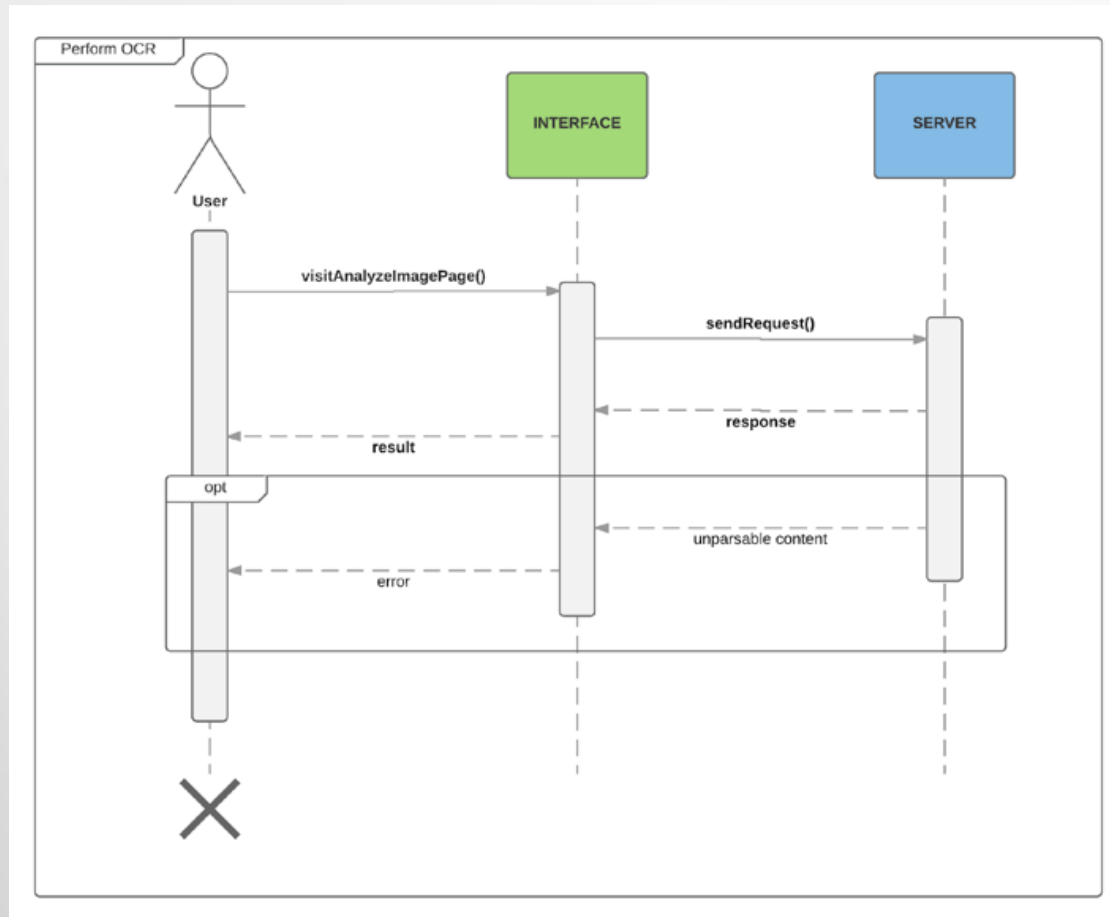 Perform OCR
INTERFACE
SERVER
User
visitAnalyzeImagePage()
sendRequest()
response
result
opt
unparsable content
error